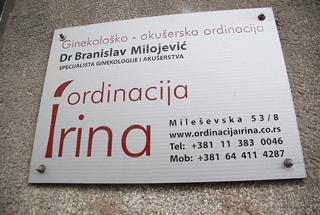 Ginekološko - akušerska ordinacija
Dr Branislav Milojević
SPECIJALISTA GINEKOLOGIJE I AKUŠERSTVA
ordinacija
Irina
Mileševska 53/8
www.ordinacijairina.co.rs
Tel: +381 11 383 0046
Mob: +381 64 411 4287